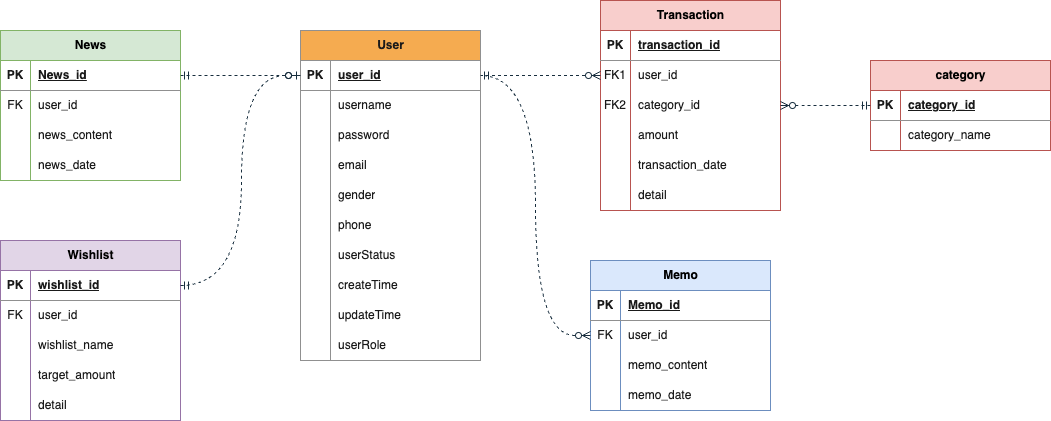 News
PK News_id
FK user_id
news_content
news_date
Wishlist
PK wishlist_id
FK user_id
wishlist_name
target_amount
detail
User
PK user_id
username
password
email
gender
phone
userStatus
createTime
updateTime
userRole
Transaction
PK transaction_id
FK1 user_id
FK2 category_id
amount
transaction_date
detail
Memo
PK Memo_id
FK user_id
memo_content
memo_date
category
PK category_id
category_name